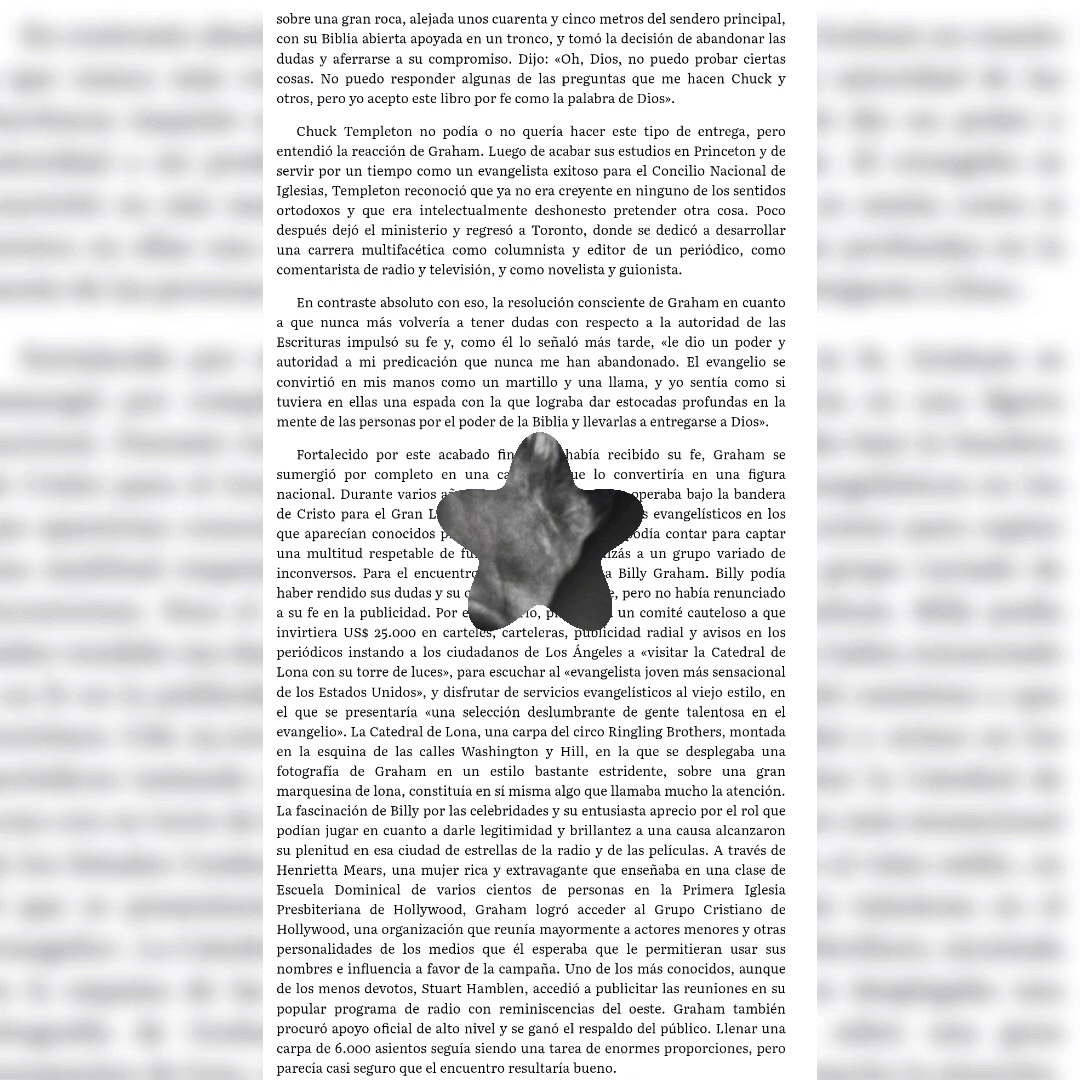 sobre una gran roca, alejada unos cuarenta y cinco metros del sendero principal,
con su Biblia abierta apoyada en un tronco, y tomó la decisión de abandonar las
dudas y aferrarse a su compromiso. Dijo: «Oh, Dios, no puedo probar ciertas
cosas. No puedo responder algunas de las preguntas que me hacen Chuck y
otros, pero yo acepto este libro por fe como la palabra de Dios».
Chuck Templeton no podía o no quería hacer este tipo de entrega, pero
entendió la reacción de Graham. Luego de acabar sus estudios en Princeton y de
servir por un tiempo como un evangelista exitoso para el Concilio Nacional de
Iglesias, Templeton reconoció que ya no era creyente en ninguno de los sentidos
ortodoxos y que era intelectualmente deshonesto pretender otra cosa. Poco
después dejó el ministerio y regresó a Toronto, donde se dedicó a desarrollar
una carrera multifacética como columnista y editor de un periódico, como
comentarista de radio y televisión, y como novelista y guionista.
En contraste absoluto con eso, la resolución consciente de Graham en cuanto
a que nunca más volvería a tener dudas con respecto a la autoridad de las
Escrituras impulsó su fe y, como él lo señaló más tarde, «le dio un poder y
autoridad a mi predicación que nunca me han abandonado. El evangelio se
convirtió en mis manos como un martillo y una llama, y yo sentía como si
tuviera en ellas una espada con la que lograba dar estocadas profundas en la
mente de las personas por el poder de la Biblia y llevarlas a entregarse a Dios».
Fortalecido por este acabado había recibido su fe, Graham se
sumergió por completo en una lo convertiría en una figura
nacional. Durante varios operaba bajo la bandera
de Cristo para el Gran evangelísticos en los
que aparecían conocidos contar para captar
una multitud respetable de a un grupo variado de
inconversos. Para el encuentro a Billy Graham. Billy podía
haber rendido sus dudas y su pero no había renunciado
a su fe en la publicidad. Por un comité cauteloso a que
invirtiera US$ 25.000 en carteles, carteleras, publicidad radial y avisos en los
periódicos instando a los ciudadanos de Los Ángeles a «visitar la Catedral de
Lona con su torre de luces», para escuchar al «evangelista joven más sensacional
de los Estados Unidos», y disfrutar de servicios evangelísticos al viejo estilo, en
el que se presentaría «una selección deslumbrante de gente talentosa en el
evangelio». La Catedral de Lona, una carpa del circo Ringling Brothers, montada
en la esquina de las calles Washington y Hill, en la que se desplegaba una
fotografía de Graham en un estilo bastante estridente, sobre una gran
marquesina de lona, constituía en sí misma algo que llamaba mucho la atención.
La fascinación de Billy por las celebridades y su entusiasta aprecio por el rol que
podían jugar en cuanto a darle legitimidad y brillantez a una causa alcanzaron
su plenitud en esa ciudad de estrellas de la radio y de las películas. A través de
Henrietta Mears, una mujer rica y extravagante que enseñaba en una clase de
Escuela Dominical de varios cientos de personas en la Primera Iglesia
Presbiteriana de Hollywood, Graham logró acceder al Grupo Cristiano de
Hollywood, una organización que reunía mayormente a actores menores y otras
personalidades de los medios que él esperaba que le permitieran usar sus
nombres e influencia a favor de la campaña. Uno de los más conocidos, aunque
de los menos devotos, Stuart Hamblen, accedió a publicitar las reuniones en su
popular programa de radio con reminiscencias del oeste. Graham también
procuró apoyo oficial de alto nivel y se ganó el respaldo del público. Llenar una
carpa de 6.000 asientos seguía siendo una tarea de enormes proporciones, pero
parecía casi seguro que el encuentro resultaría bueno.